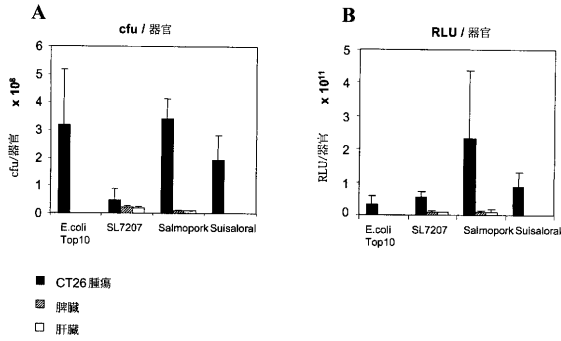 A
cfu / 器官
cfu/器官
x 10⁸
6
5
4
3
2
1
0
E.coli Top10
SL7207
Salmopork
Suisaloral
B
RLU / 器官
RLU/器官
x 10¹¹
5
4
3
2
1
0
E.coli Top10
SL7207
Salmopork
Suisaloral
CT26 腫瘍
脾臓
肝臓